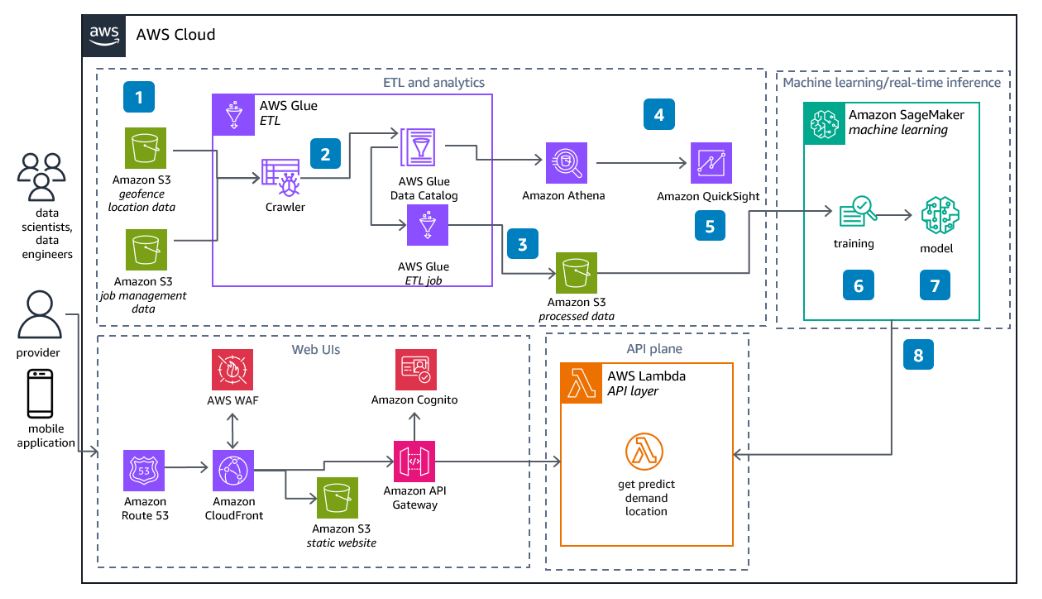 aws
AWS Cloud
ETL and analytics
Machine learning/real-time inference
1
AWS Glue
ETL
4
Amazon SageMaker
machine learning
2
Amazon S3
geofence
location data
Crawler
AWS Glue
Data Catalog
Amazon Athena
Amazon QuickSight
data
scientists,
data
engineers
3
5
training
model
Amazon S3
job management
data
AWS Glue
ETL job
Amazon S3
processed data
6
7
provider
mobile
application
Web UIs
API plane
8
AWS WAF
Amazon Cognito
AWS Lambda
API layer
53
Amazon
Route 53
Amazon
CloudFront
Amazon S3
static website
Amazon API
Gateway
get predict
demand
location